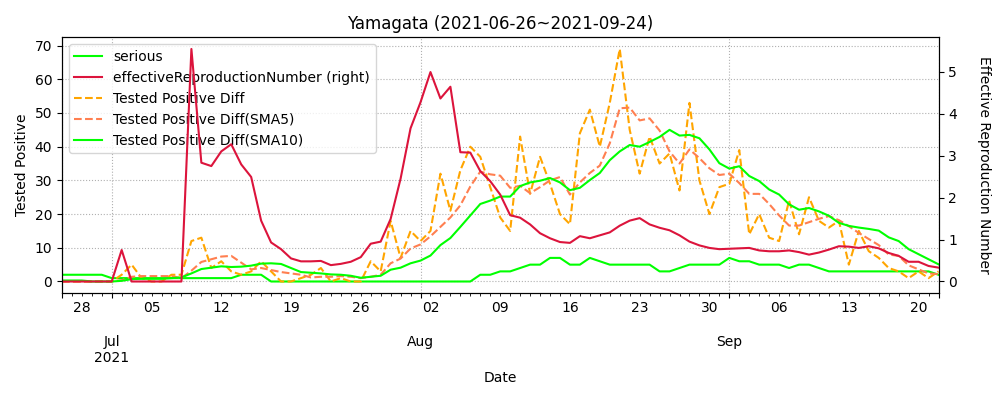 Yamagata (2021-06-26~2021-09-24)
serious
effectiveReproductionNumber (right)
Tested Positive Diff
Tested Positive Diff(SMA5)
Tested Positive Diff(SMA10)
Tested Positive
70
60
50
40
30
20
10
0
Effective Reproduction Number
5
4
3
2
1
0
28 05 12 19 26 02 09 16 23 30 06 13 20
Jul Aug Sep
2021
Date